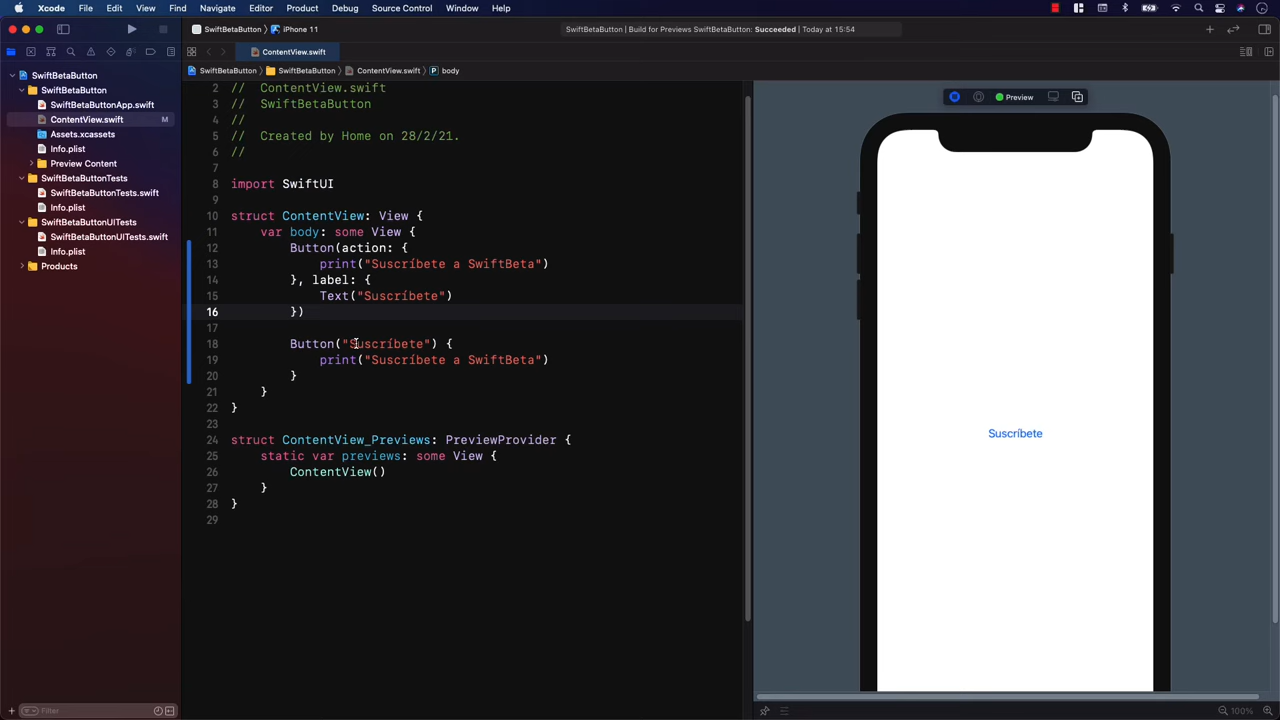 Xcode File Edit View Find Navigate Editor Product Debug Source Control Window Help
SwiftBetaButton iPhone 11
SwiftBetaButton | Build for Previews SwiftBetaButton: Succeeded | Today at 15:54
ContentView.swift
SwiftBetaButton SwiftBetaButton ContentView.swift P body
SwiftBetaButton
SwiftBetaButton
SwiftBetaButtonApp.swift
ContentView.swift M
Assets.xcassets
Info.plist
Preview Content
SwiftBetaButtonTests
SwiftBetaButtonTests.swift
Info.plist
SwiftBetaButtonUITests
SwiftBetaButtonUITests.swift
Info.plist
Products
Filter
2 // ContentView.swift
3 // SwiftBetaButton
4 //
5 // Created by Home on 28/2/21.
6 //
7
8 import SwiftUI
9
10 struct ContentView: View {
11 var body: some View {
12 Button(action: {
13 print("Suscríbete a SwiftBeta")
14 }, label: {
15 Text("Suscríbete")
16 })
17
18 Button("Suscríbete") {
19 print("Suscríbete a SwiftBeta")
20 }
21 }
22 }
23
24 struct ContentView_Previews: PreviewProvider {
25 static var previews: some View {
26 ContentView()
27 }
28 }
29
Preview
Suscríbete
100%